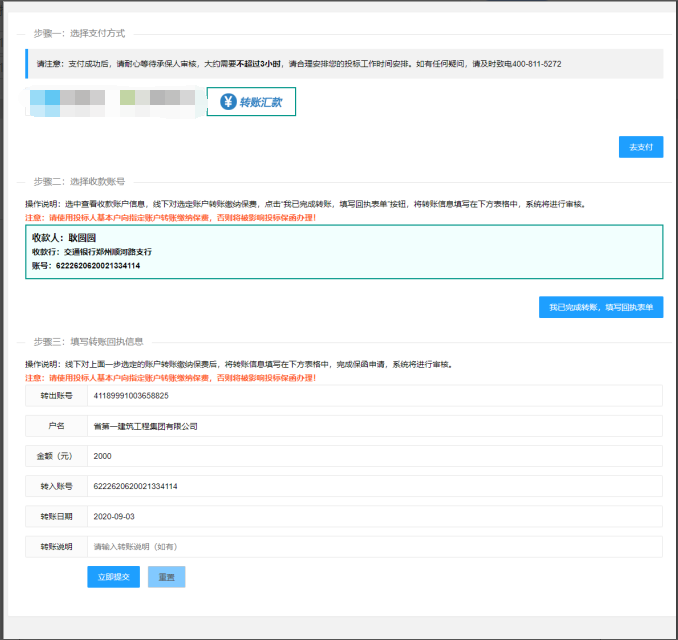 步骤一：选择支付方式
请注意：支付成功后，请耐心等待承保人审核，大约需要不超过3小时，请合理安排您的投标工作时间安排。如有任何疑问，请及时致电400-811-5272
¥ 转账汇款
去支付
步骤二：选择收款账号
操作说明：选中查看收款账户信息，线下对选定账户转账缴纳保费，点击“我已完成转账，填写回执表单”按钮，将转账信息填写在下方表格中，系统将进行审核。
注意：请使用投标人基本户向指定账户转账缴纳保费，否则将被影响投标保函办理！
收款人：耿园园
收款行：交通银行郑州顺河路支行
账号：6222620620021334114
我已完成转账，填写回执表单
步骤三：填写转账回执信息
操作说明：线下对上面一步选定的账户转账缴纳保费后，将转账信息填写在下方表格中，完成保函申请，系统将进行审核。
注意：请使用投标人基本户向指定账户转账缴纳保费，否则将被影响投标保函办理！
转出账号 41189991003658825
户名 省第一建筑工程集团有限公司
金额（元） 2000
转入账号 6222620620021334114
转账日期 2020-09-03
转账说明 请输入转账说明（如有）
立即提交 重置